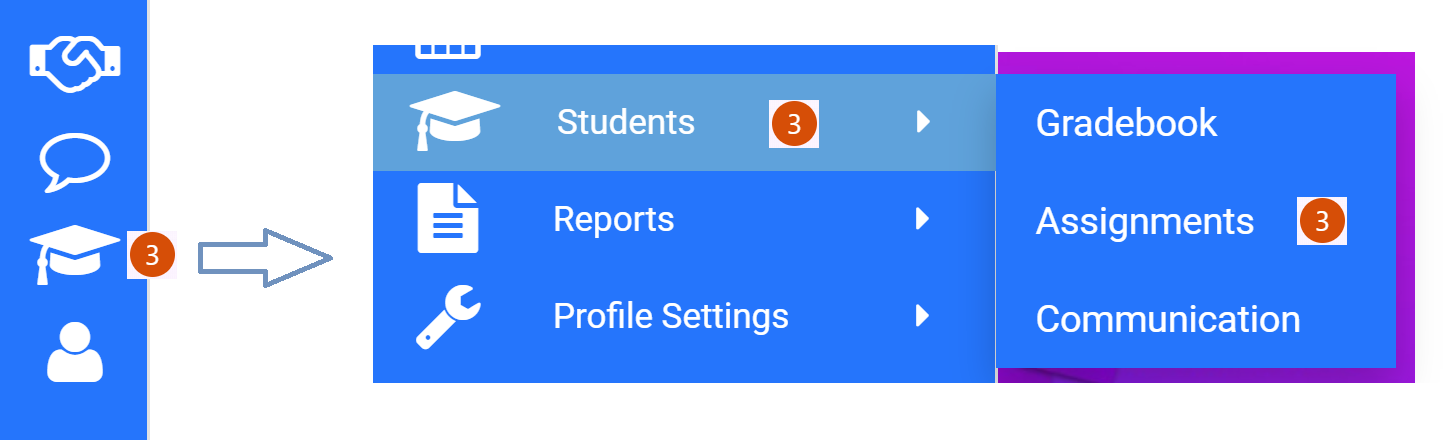 3
Students 3
Reports
Profile Settings
Gradebook
Assignments 3
Communication